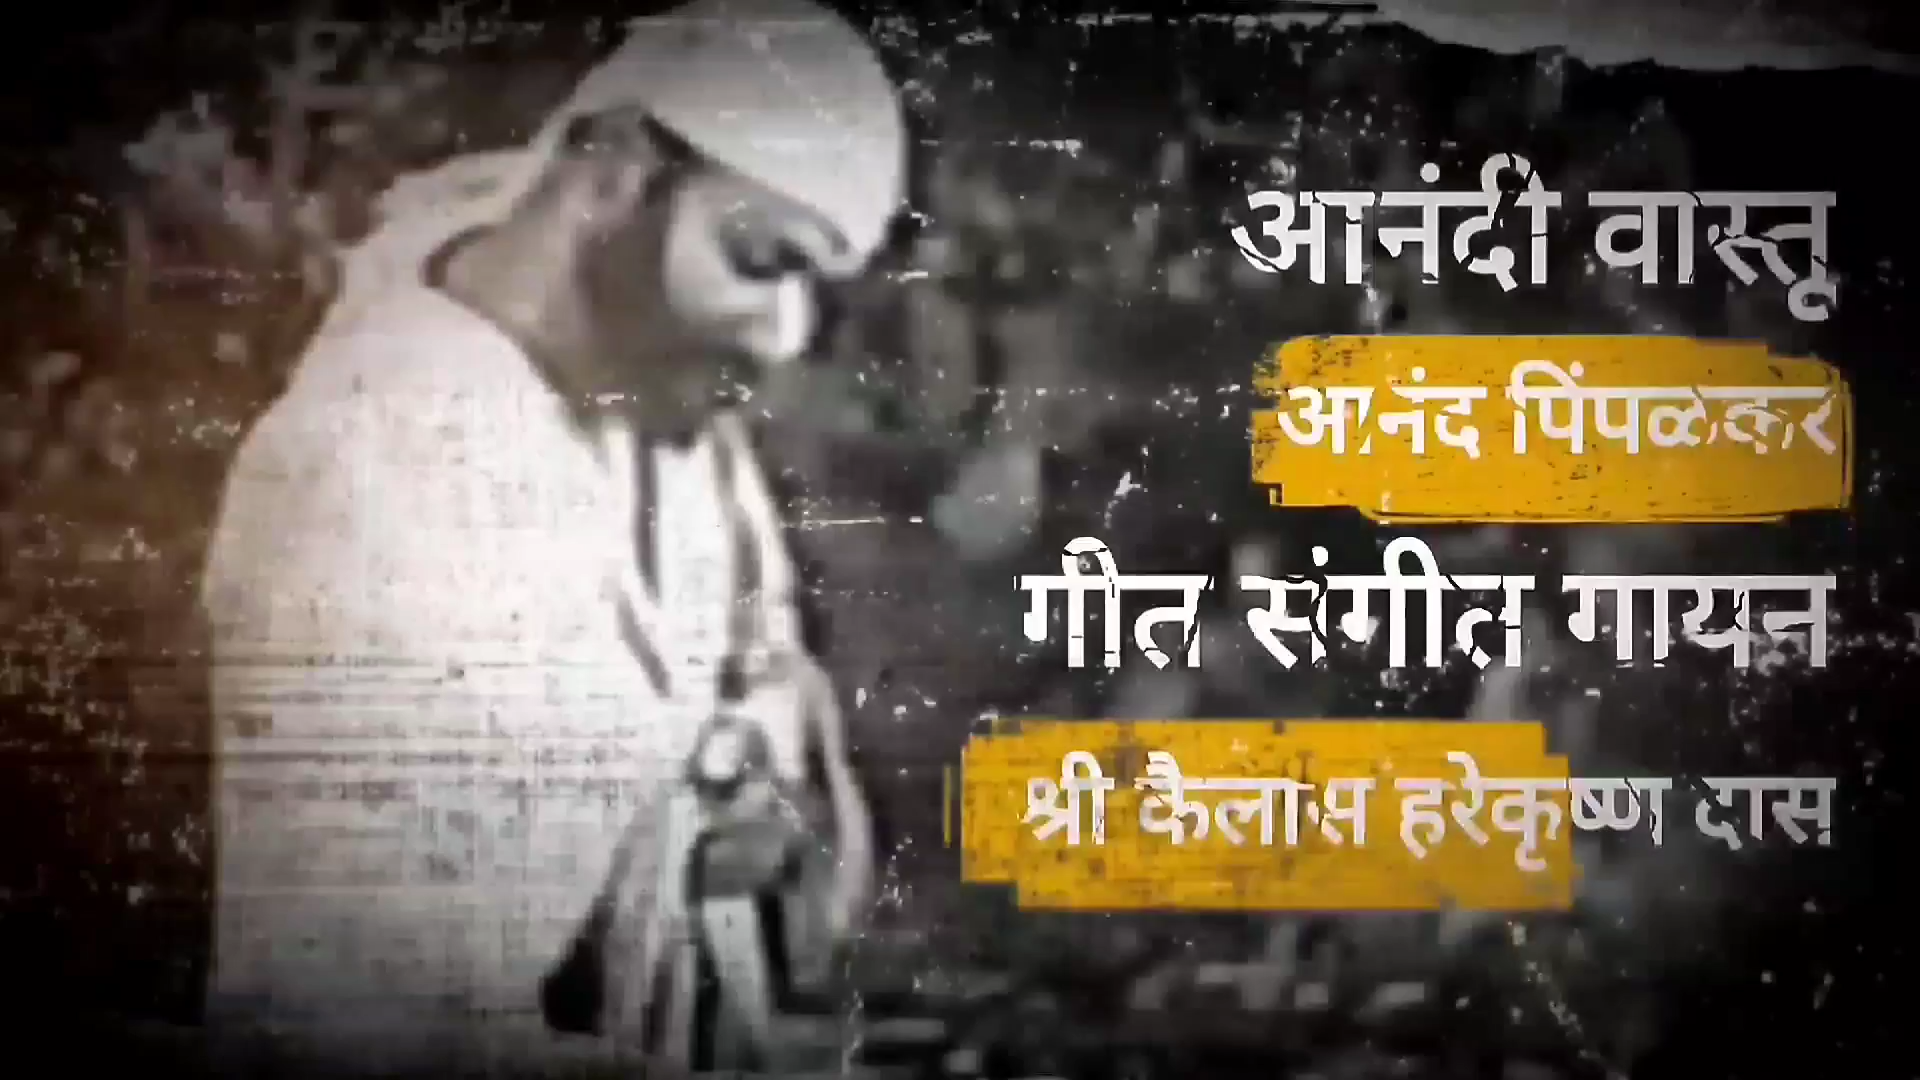 आनंदी वास्तू
आनंद पिंपळकर
गीत संगीत गायन
श्री कैलास हरेकृष्ण दास